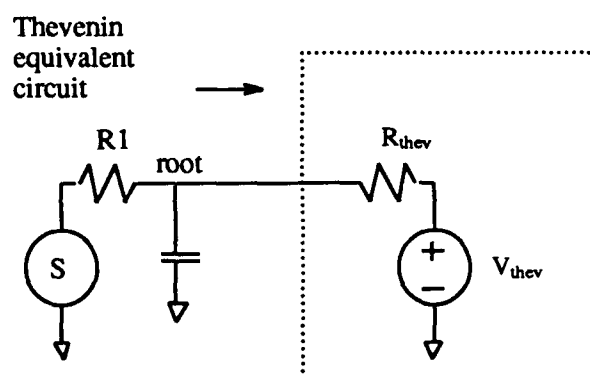 Thevenin
equivalent
circuit
R1
root
Rthev
S
+
−
Vthev